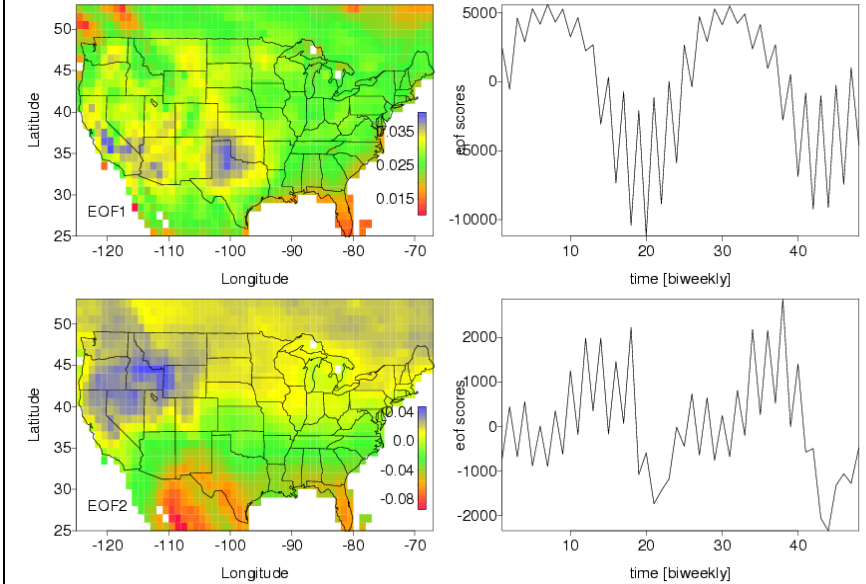 50
45
40
35
30
25
Latitude
EOF1
0.035
0.025
0.015
-120 -110 -100 -90 -80 -70
Longitude
5000
0
-5000
-10000
eof scores
10 20 30 40
time [biweekly]
50
45
40
35
30
25
Latitude
EOF2
0.04
0.0
-0.04
-0.08
-120 -110 -100 -90 -80 -70
Longitude
2000
1000
0
-1000
-2000
eof scores
10 20 30 40
time [biweekly]